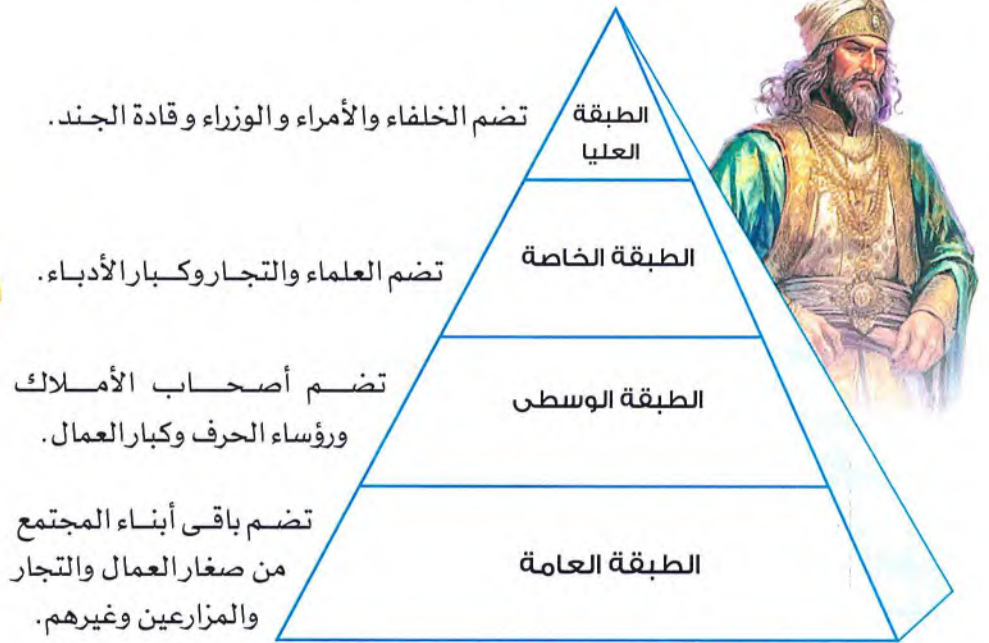 الطبقة
العليا
تضم الخلفاء والأمراء والوزراء وقادة الجند.
الطبقة الخاصة
تضم العلماء والتجار وكبار الأدباء.
الطبقة الوسطى
تضم أصحاب الأملاك
ورؤساء الحرف وكبار العمال.
الطبقة العامة
تضم باقى أبناء المجتمع
من صغار العمال والتجار
والمزارعين وغيرهم.